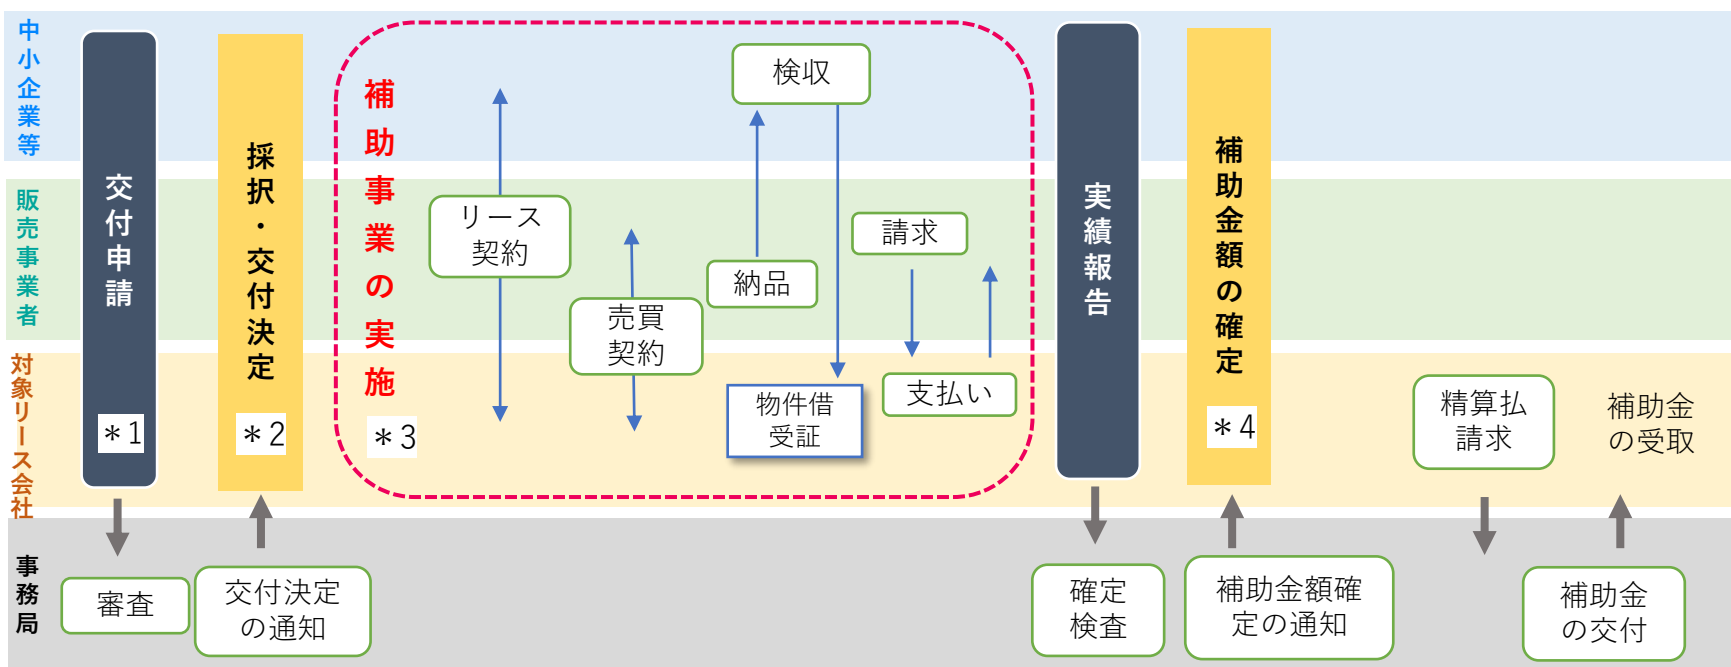 中小企業等
販売事業者
対象リース会社
事務局
交付申請
＊1
審査
採択・交付決定
＊2
交付決定
の通知
補助事業の実施
＊3
リース
契約
売買
契約
検収
納品
物件借
受証
請求
支払い
実績報告
確定
検査
補助金額の確定
＊4
補助金額確
定の通知
精算払
請求
補助金
の受取
補助金
の交付